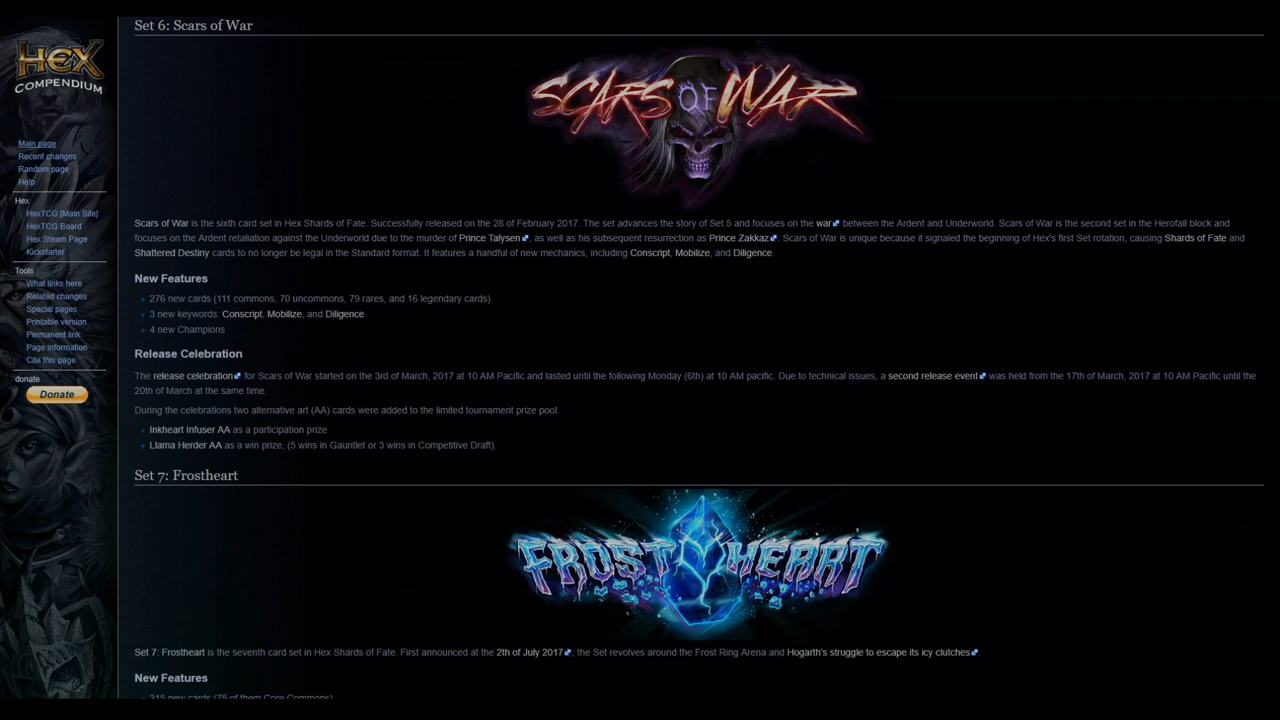 Set 6: Scars of War
HEX
COMPENDIUM
SCARS OF WAR
Main page
Recent changes
Random page
Help
Hex
HexTCG [Main Site]
HexTCG Board
Hex Steam Page
Kickstarter
Tools
What links here
Related changes
Special pages
Printable version
Permanent link
Page information
Cite this page
donate
Donate
Scars of War is the sixth card set in Hex Shards of Fate. Successfully released on the 28 of February 2017. The set advances the story of Set 5 and focuses on the war between the Ardent and Underworld. Scars of War is the second set in the Herofall block and
focuses on the Ardent retaliation against the Underworld due to the murder of Prince Talysen, as well as his subsequent resurrection as Prince Zakkaz. Scars of War is unique because it signaled the beginning of Hex's first Set rotation, causing Shards of Fate and
Shattered Destiny cards to no longer be legal in the Standard format. It features a handful of new mechanics, including Conscript, Mobilize, and Diligence.
New Features
276 new cards (111 commons, 70 uncommons, 79 rares, and 16 legendary cards)
3 new keywords: Conscript, Mobilize, and Diligence
4 new Champions
Release Celebration
The release celebration for Scars of War started on the 3rd of March, 2017 at 10 AM Pacific and lasted until the following Monday (6th) at 10 AM pacific. Due to technical issues, a second release event was held from the 17th of March, 2017 at 10 AM Pacific until the
20th of March at the same time.
During the celebrations two alternative art (AA) cards were added to the limited tournament prize pool.
Inkheart Infuser AA as a participation prize
Llama Herder AA as a win prize, (5 wins in Gauntlet or 3 wins in Competitive Draft).
Set 7: Frostheart
FROST HEART
Set 7: Frostheart is the seventh card set in Hex Shards of Fate. First announced at the 2th of July 2017, the Set revolves around the Frost Ring Arena and Hogarth's struggle to escape its icy clutches.
New Features
315 new cards (75 of them Core Commons)